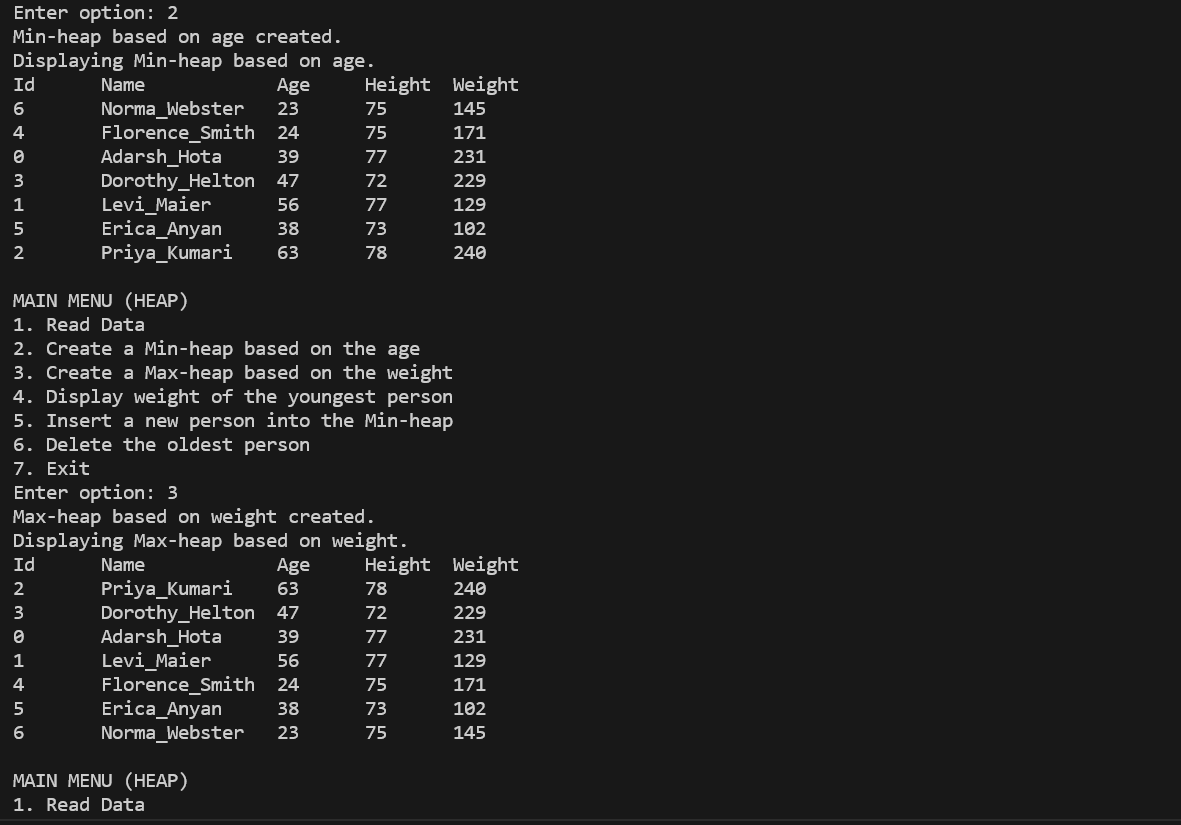 Enter option: 2
Min-heap based on age created.
Displaying Min-heap based on age.
Id Name Age Height Weight
6 Norma_Webster 23 75 145
4 Florence_Smith 24 75 171
0 Adarsh_Hota 39 77 231
3 Dorothy_Helton 47 72 229
1 Levi_Maier 56 77 129
5 Erica_Anyan 38 73 102
2 Priya_Kumari 63 78 240

MAIN MENU (HEAP)
1. Read Data
2. Create a Min-heap based on the age
3. Create a Max-heap based on the weight
4. Display weight of the youngest person
5. Insert a new person into the Min-heap
6. Delete the oldest person
7. Exit
Enter option: 3
Max-heap based on weight created.
Displaying Max-heap based on weight.
Id Name Age Height Weight
2 Priya_Kumari 63 78 240
3 Dorothy_Helton 47 72 229
0 Adarsh_Hota 39 77 231
1 Levi_Maier 56 77 129
4 Florence_Smith 24 75 171
5 Erica_Anyan 38 73 102
6 Norma_Webster 23 75 145

MAIN MENU (HEAP)
1. Read Data